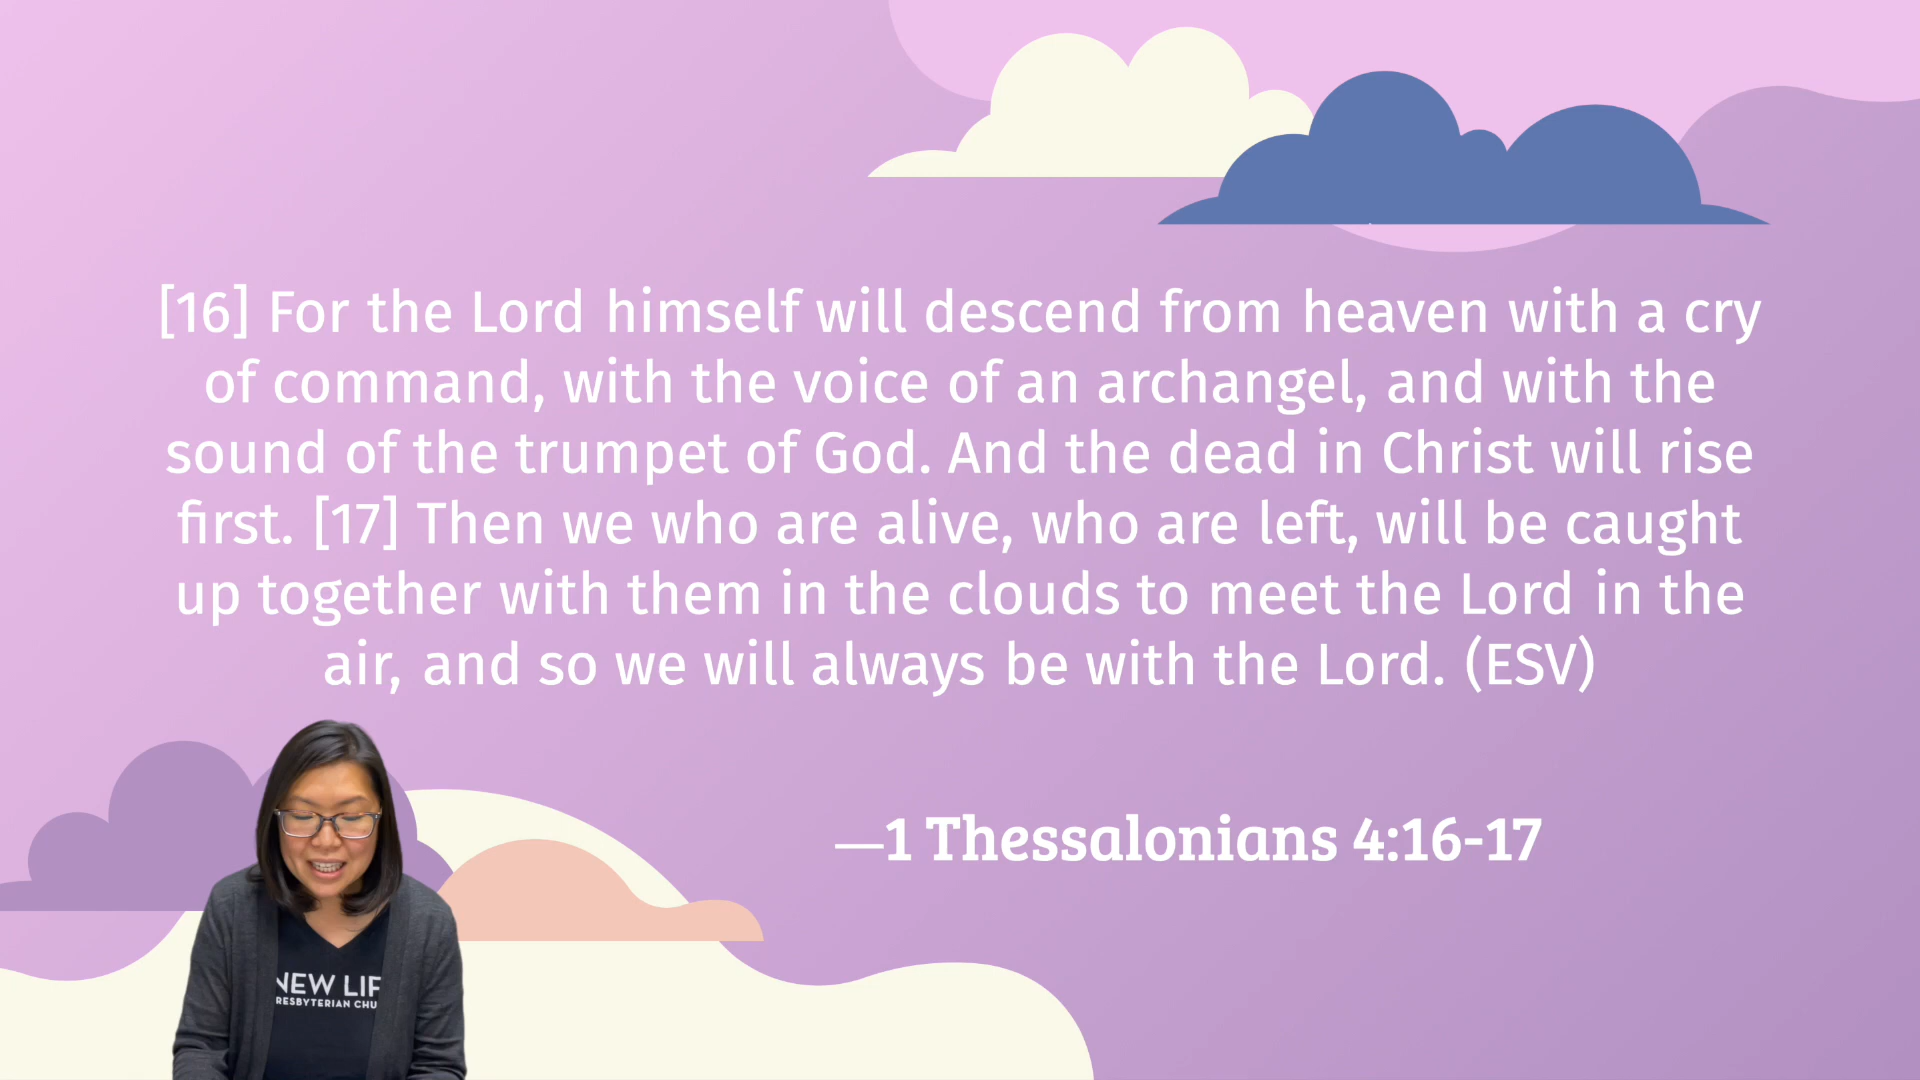 [16] For the Lord himself will descend from heaven with a cry
of command, with the voice of an archangel, and with the
sound of the trumpet of God. And the dead in Christ will rise
first. [17] Then we who are alive, who are left, will be caught
up together with them in the clouds to meet the Lord in the
air, and so we will always be with the Lord. (ESV)
—1 Thessalonians 4:16-17
NEW LIF
RESBYTERIAN CHU